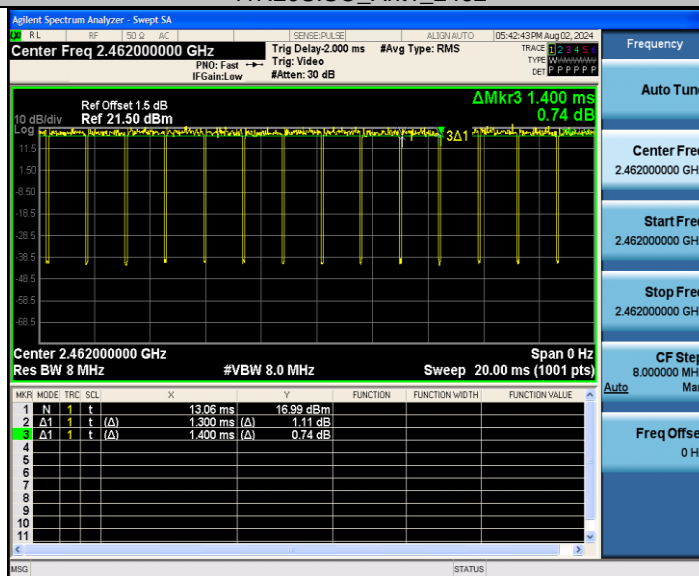 Agilent Spectrum Analyzer - Swept SA
RL RF 50 Ω AC SENSE:PULSE ALIGN AUTO 05:42:43 PM Aug 02, 2024
Center Freq 2.462000000 GHz
PNO: Fast
IFGain:Low
Trig Delay-2.000 ms
Trig: Video
#Atten: 30 dB
#Avg Type: RMS
TRACE 1 2 3 4 5 6
TYPE W
DET P P P P P P
Frequency
Auto Tune
ΔMkr3 1.400 ms
0.74 dB
Ref Offset 1.5 dB
10 dB/div Ref 21.50 dBm
Log
11.5
1.50
-8.50
-18.5
-28.5
-38.5
-48.5
-58.5
-68.5
3Δ1
Center 2.462000000 GHz Span 0 Hz
Res BW 8 MHz #VBW 8.0 MHz Sweep 20.00 ms (1001 pts)
Center Freq
2.462000000 GH
Start Freq
2.462000000 GH
Stop Freq
2.462000000 GH
CF Step
8.000000 MH
Auto Ma
Freq Offse
0 H
MKR MODE TRC SCL X Y FUNCTION FUNCTION WIDTH FUNCTION VALUE
1 N 1 t 13.06 ms 16.99 dBm
2 Δ1 1 t (Δ) 1.300 ms (Δ) 1.11 dB
3 Δ1 1 t (Δ) 1.400 ms (Δ) 0.74 dB
4
5
6
7
8
9
10
11
MSG STATUS